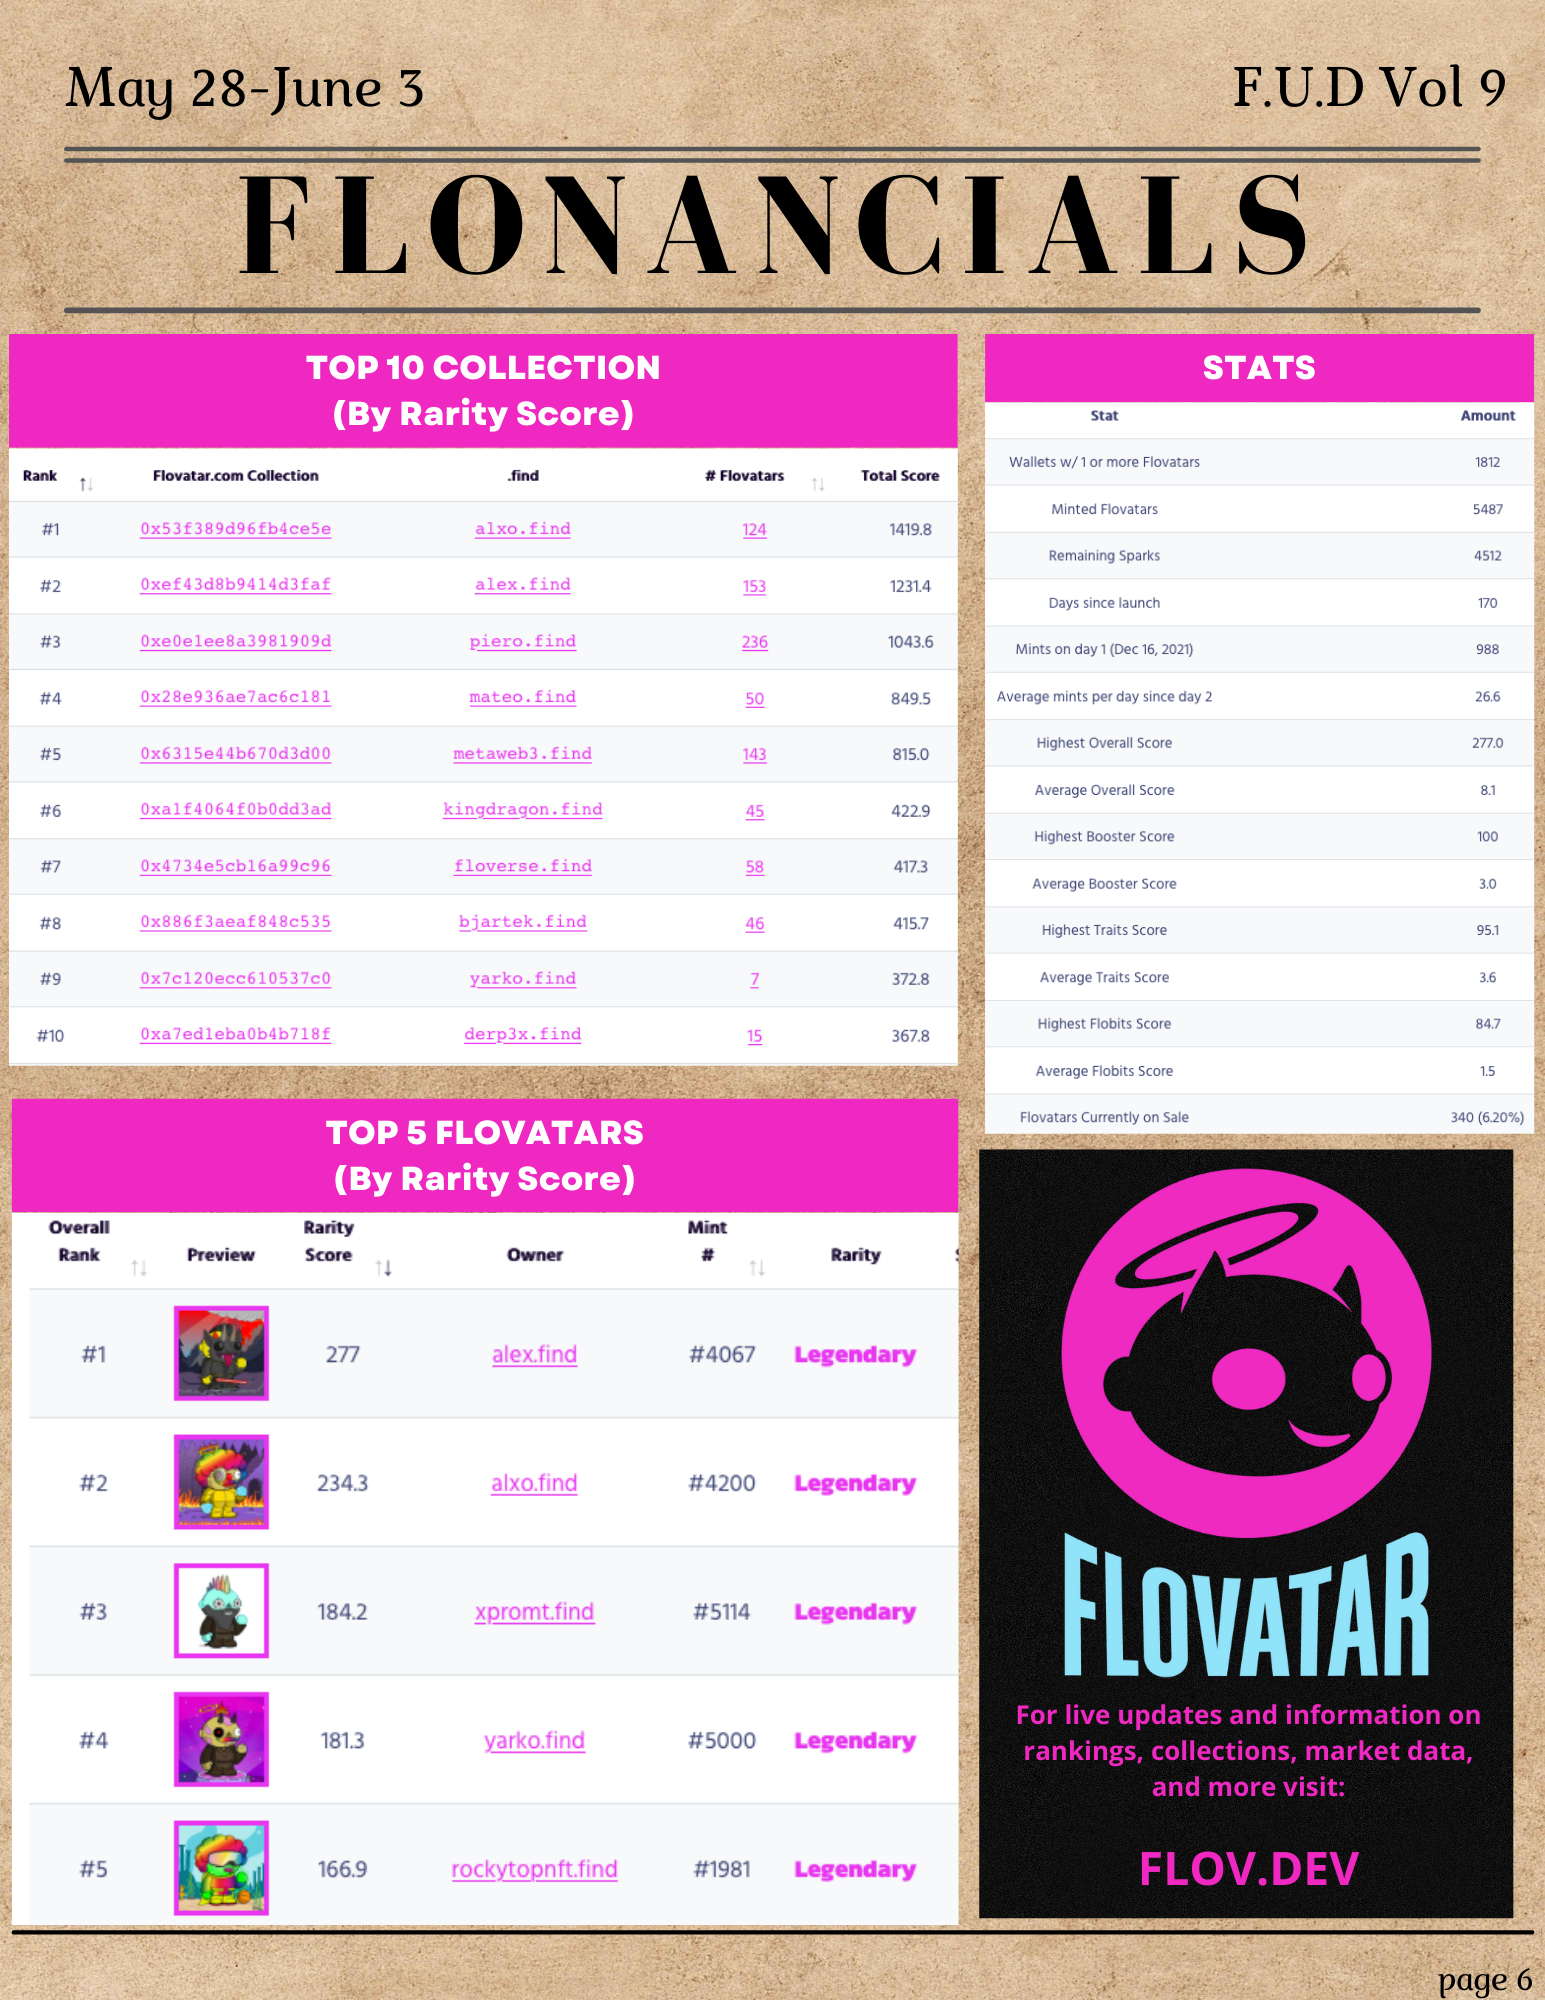 May 28-June 3
F.U.D Vol 9
FLONANCIALS
TOP 10 COLLECTION
(By Rarity Score)
Rank Flovatar.com Collection .find # Flovatars Total Score
#1 0x53f389d96fb4ce5e alxo.find 124 1419.8
#2 0xef43d8b9414d3faf alex.find 153 1231.4
#3 0xe0e1ee8a3981909d piero.find 236 1043.6
#4 0x28e936ae7ac6c181 mateo.find 50 849.5
#5 0x6315e44b670d3d00 metaweb3.find 143 815.0
#6 0xa1f4064f0b0dd3ad kingdragon.find 45 422.9
#7 0x4734e5cb16a99c96 floverse.find 58 417.3
#8 0x886f3aeaf848c535 bjartek.find 46 415.7
#9 0x7c120ecc610537c0 yarko.find 7 372.8
#10 0xa7ed1eba0b4b718f derp3x.find 15 367.8
STATS
Stat Amount
Wallets w/ 1 or more Flovatars 1812
Minted Flovatars 5487
Remaining Sparks 4512
Days since launch 170
Mints on day 1 (Dec 16, 2021) 988
Average mints per day since day 2 26.6
Highest Overall Score 277.0
Average Overall Score 8.1
Highest Booster Score 100
Average Booster Score 3.0
Highest Traits Score 95.1
Average Traits Score 3.6
Highest Flobits Score 84.7
Average Flobits Score 1.5
Flovatars Currently on Sale 340 (6.20%)
TOP 5 FLOVATARS
(By Rarity Score)
Overall Rank Preview Rarity Score Owner Mint # Rarity
#1 277 alex.find #4067 Legendary
#2 234.3 alxo.find #4200 Legendary
#3 184.2 xpromt.find #5114 Legendary
#4 181.3 yarko.find #5000 Legendary
#5 166.9 rockytopnft.find #1981 Legendary
FLOVATAR
For live updates and information on
rankings, collections, market data,
and more visit:
FLOV.DEV
page 6